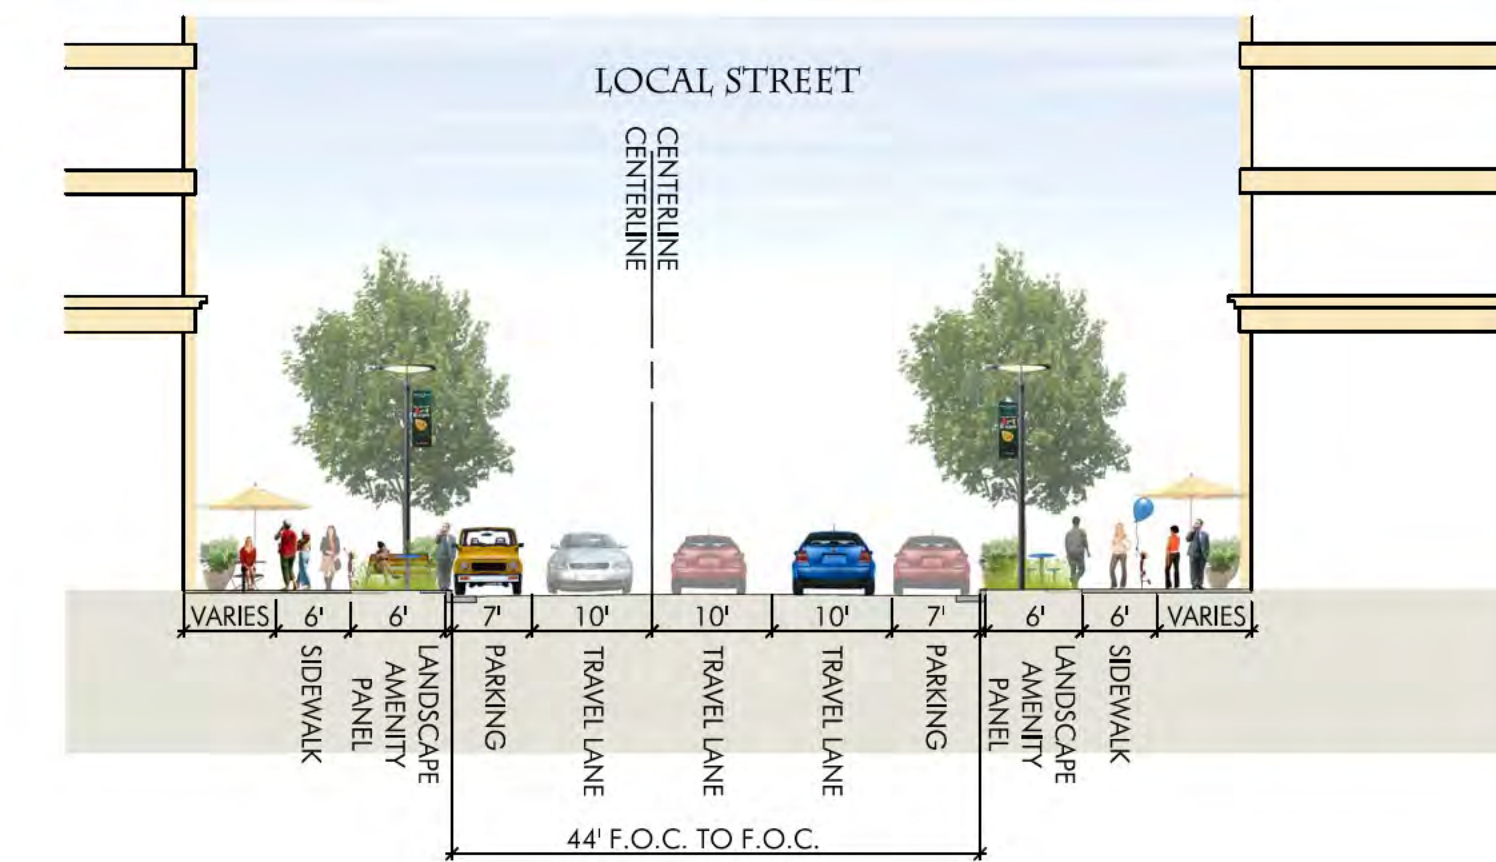 LOCAL STREET
CENTERLINE
CENTERLINE
VARIES
6'
6'
7'
10'
10'
10'
7'
6'
6'
VARIES
SIDEWALK
LANDSCAPE
AMENITY
PANEL
PARKING
TRAVEL LANE
TRAVEL LANE
TRAVEL LANE
PARKING
LANDSCAPE
AMENITY
PANEL
SIDEWALK
44' F.O.C. TO F.O.C.